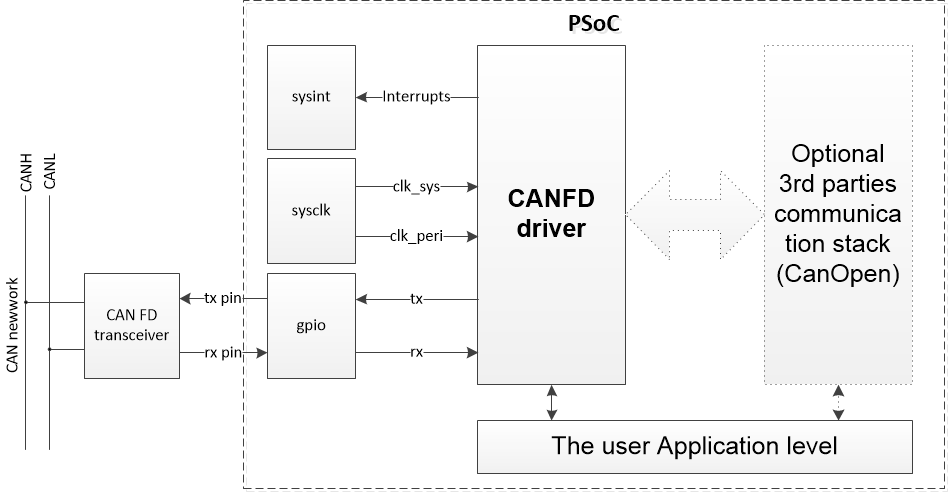 PSoC
sysint
Interrupts
CANFD
driver
Optional
3rd parties
communica
tion stack
(CanOpen)
CANH
CANL
sysclk
clk_sys
clk_peri
CAN newwork
CAN FD
transceiver
tx pin
rx pin
gpio
tx
rx
The user Application level